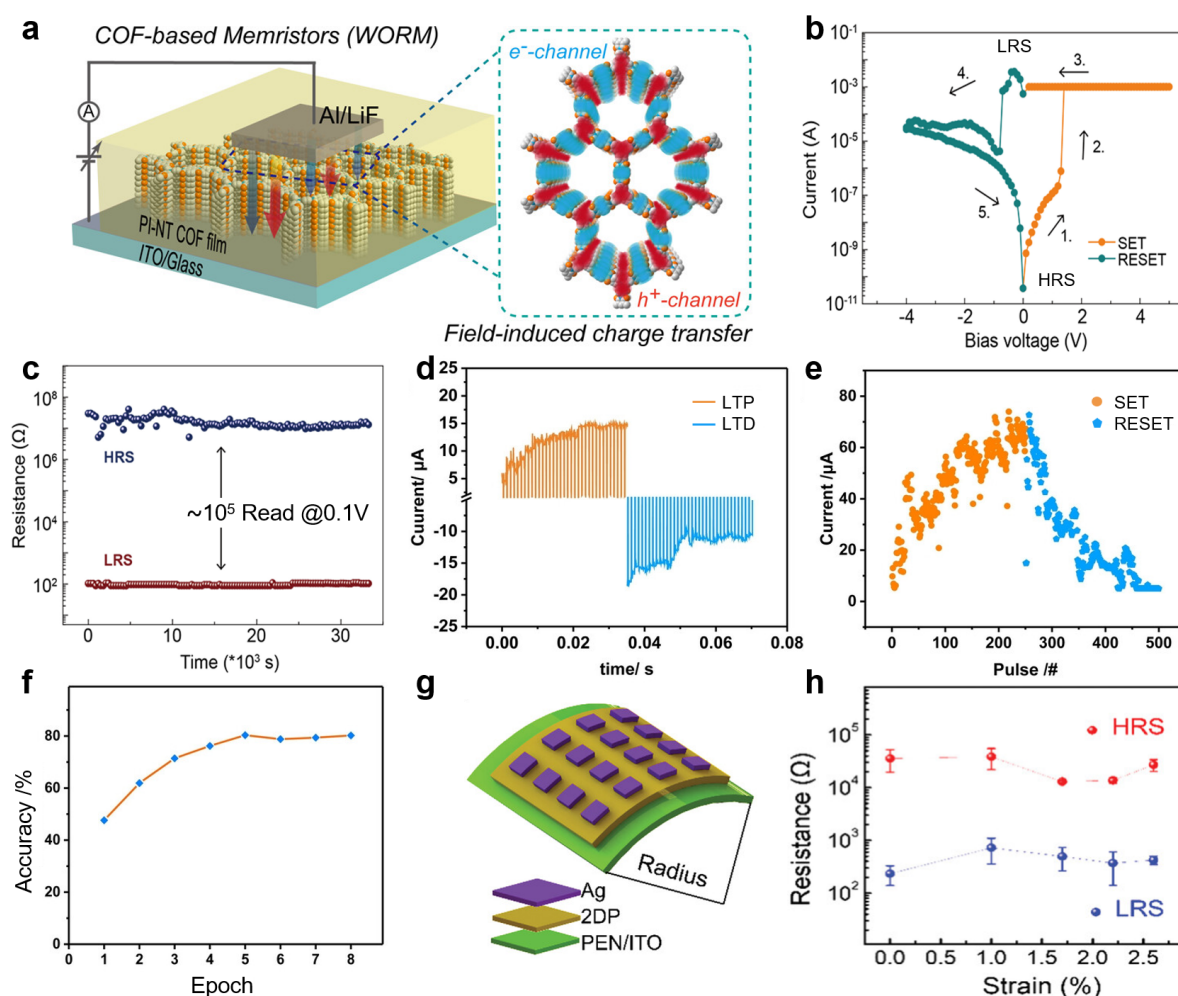 a
COF-based Memristors (WORM)
A
Al/LiF
PI-NT COF film
ITO/Glass
e⁻-channel
h⁺-channel
Field-induced charge transfer
b
Current (A)
10⁻¹
10⁻³
10⁻⁵
10⁻⁷
10⁻⁹
10⁻¹¹
LRS
3.
4.
2.
5.
1.
SET
RESET
HRS
-4 -2 0 2 4
Bias voltage (V)
c
Resistance (Ω)
10⁸
10⁶
10⁴
10²
10⁰
HRS
~10⁵ Read @0.1V
LRS
0 10 20 30
Time (*10³ s)
d
Cuurent/ μA
25
20
15
10
5
-10
-15
-20
-25
LTP
LTD
0.00 0.02 0.04 0.06 0.08
time/ s
e
Current /μA
100
80
60
40
20
0
SET
RESET
0 100 200 300 400 500
Pulse /#
f
Accuracy /%
80
60
40
20
0
1 2 3 4 5 6 7 8
Epoch
g
Radius
Ag
2DP
PEN/ITO
h
Resistance (Ω)
10⁵
10⁴
10³
10²
HRS
LRS
0.0 0.5 1.0 1.5 2.0 2.5
Strain (%)